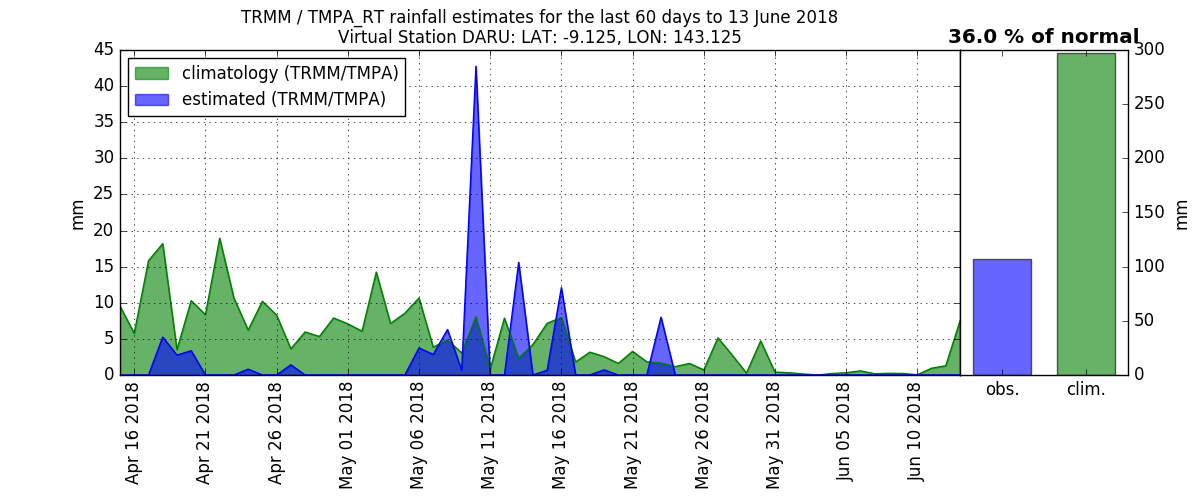 TRMM / TMPA_RT rainfall estimates for the last 60 days to 13 June 2018
Virtual Station DARU: LAT: -9.125, LON: 143.125
36.0 % of normal
climatology (TRMM/TMPA)
estimated (TRMM/TMPA)
mm
45
40
35
30
25
20
15
10
5
0
Apr 16 2018
Apr 21 2018
Apr 26 2018
May 01 2018
May 06 2018
May 11 2018
May 16 2018
May 21 2018
May 26 2018
May 31 2018
Jun 05 2018
Jun 10 2018
obs.
clim.
300
250
200
150
100
50
0
mm